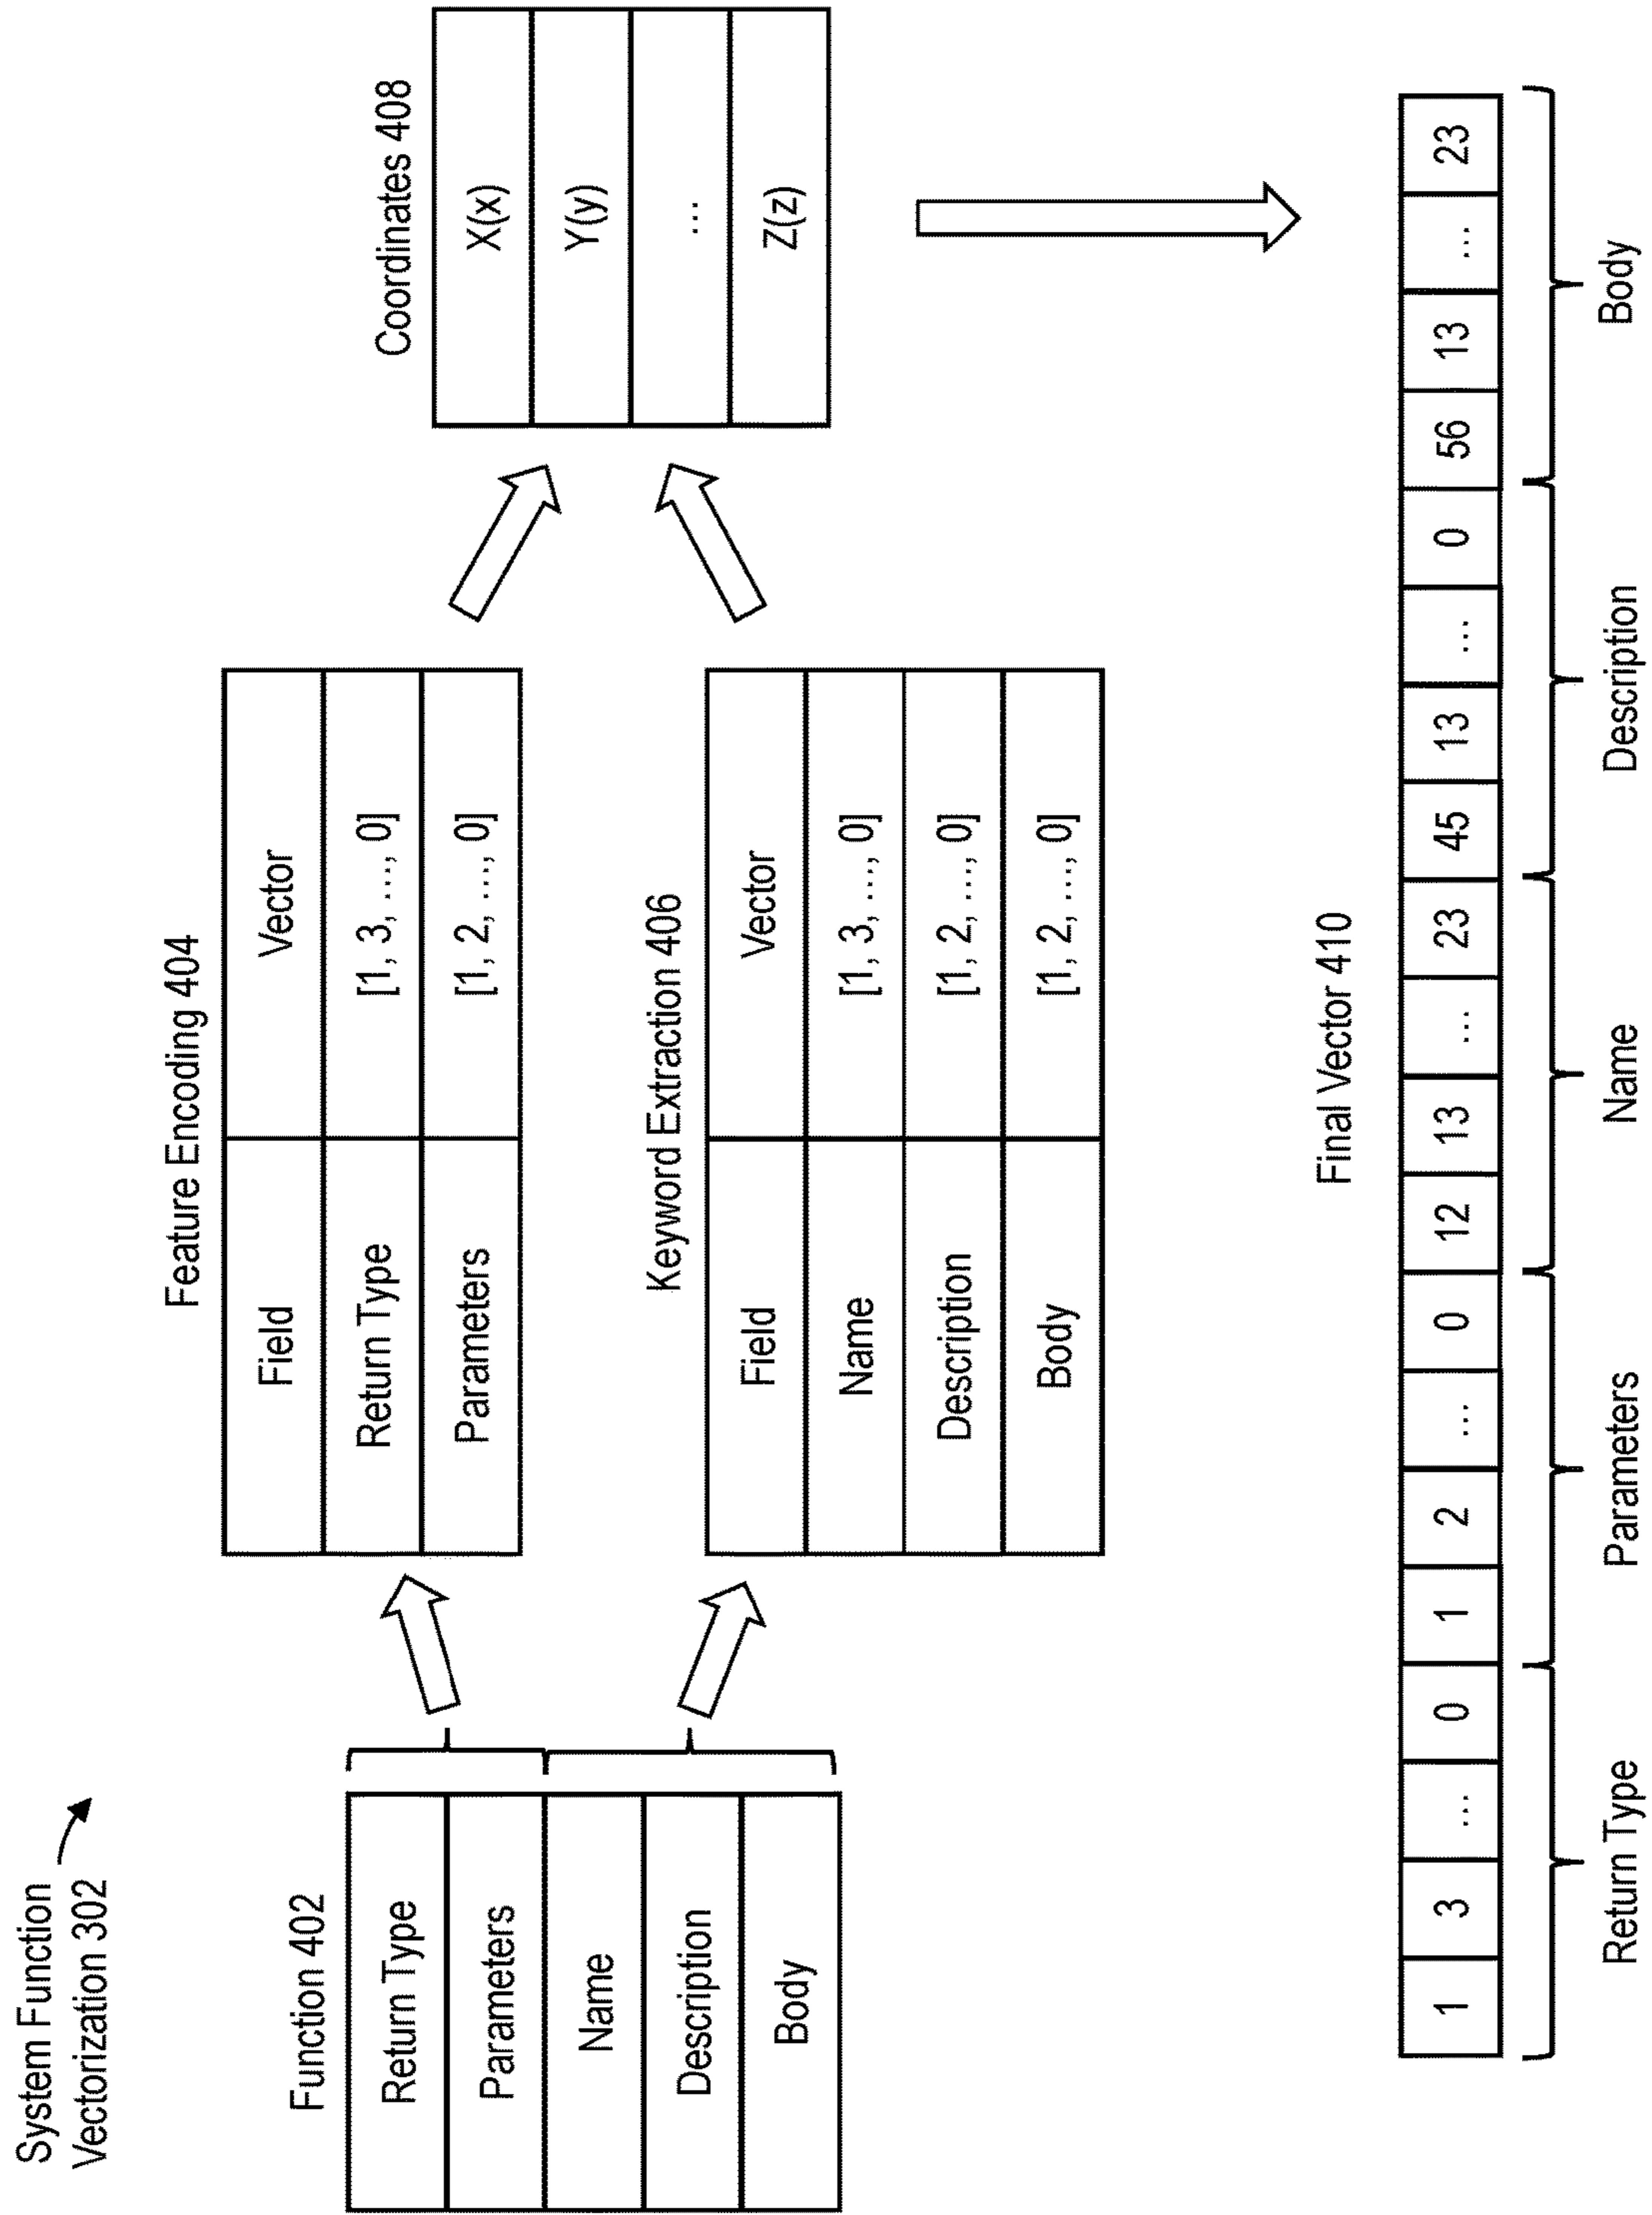 System Function
Vectorization 302
Function 402
Return Type
Parameters
Name
Description
Body
Feature Encoding 404
Field Vector
Return Type [1, 3, ..., 0]
Parameters [1, 2, ..., 0]
Keyword Extraction 406
Field Vector
Name [1, 3, ..., 0]
Description [1, 2, ..., 0]
Body [1, 2, ..., 0]
Coordinates 408
X(x)
Y(y)
...
Z(z)
Final Vector 410
1 3 ... 0 1 2 ... 0 12 13 ... 23 45 13 ... 0 56 13 ... 23
Return Type Parameters Name Description Body